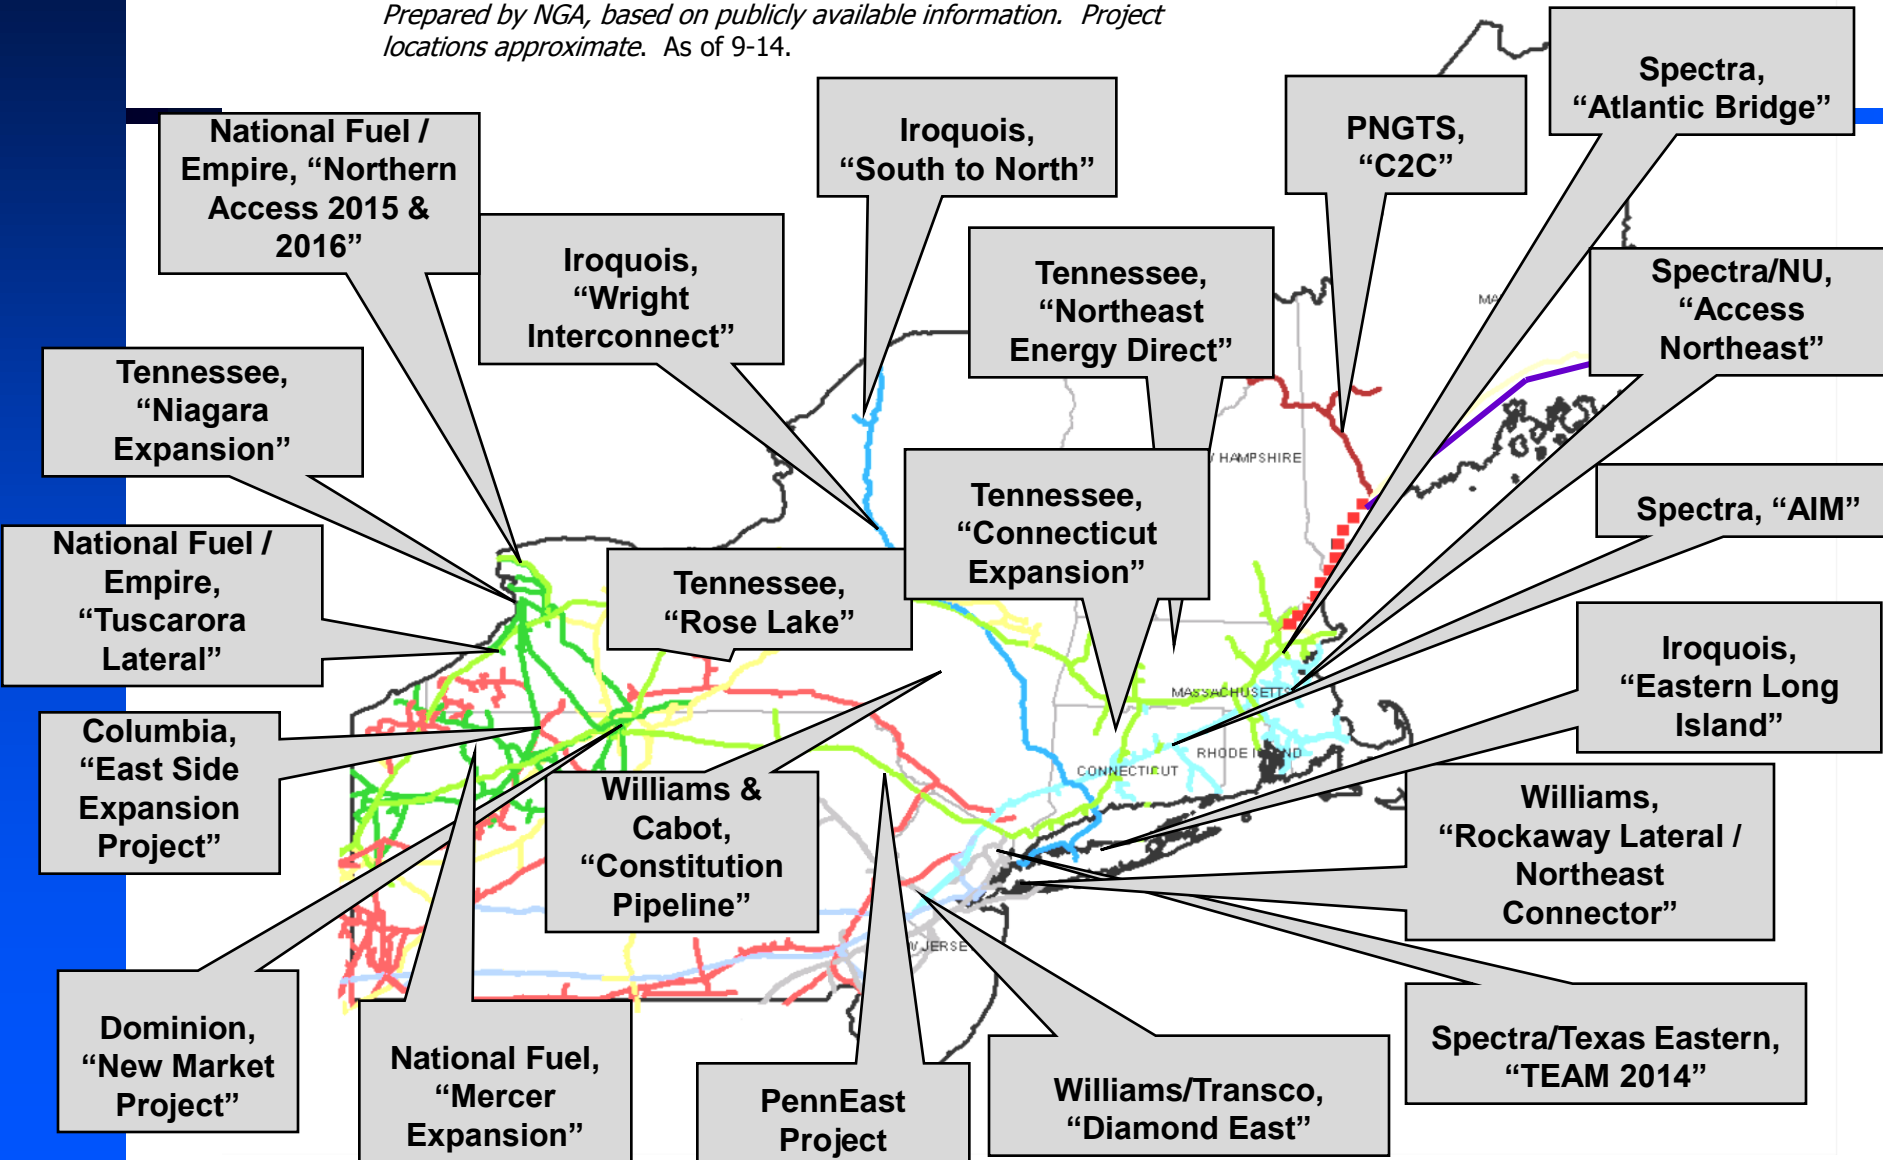 Prepared by NGA, based on publicly available information. Project
locations approximate. As of 9-14.
Spectra,
“Atlantic Bridge”
National Fuel /
Empire, “Northern
Access 2015 &
2016”
Iroquois,
“South to North”
PNGTS,
“C2C”
Iroquois,
“Wright
Interconnect”
Tennessee,
“Northeast
Energy Direct”
Spectra/NU,
“Access
Northeast”
Tennessee,
“Niagara
Expansion”
HAMPSHIRE
Tennessee,
“Connecticut
Expansion”
Spectra, “AIM”
National Fuel /
Empire,
“Tuscarora
Lateral”
Tennessee,
“Rose Lake”
Iroquois,
“Eastern Long
Island”
MASSACHUSETTS
Columbia,
“East Side
Expansion
Project”
CONNECTICUT
Williams &
Cabot,
“Constitution
Pipeline”
Williams,
“Rockaway Lateral /
Northeast
Connector”
Dominion,
“New Market
Project”
National Fuel,
“Mercer
Expansion”
PennEast
Project
Williams/Transco,
“Diamond East”
Spectra/Texas Eastern,
“TEAM 2014”